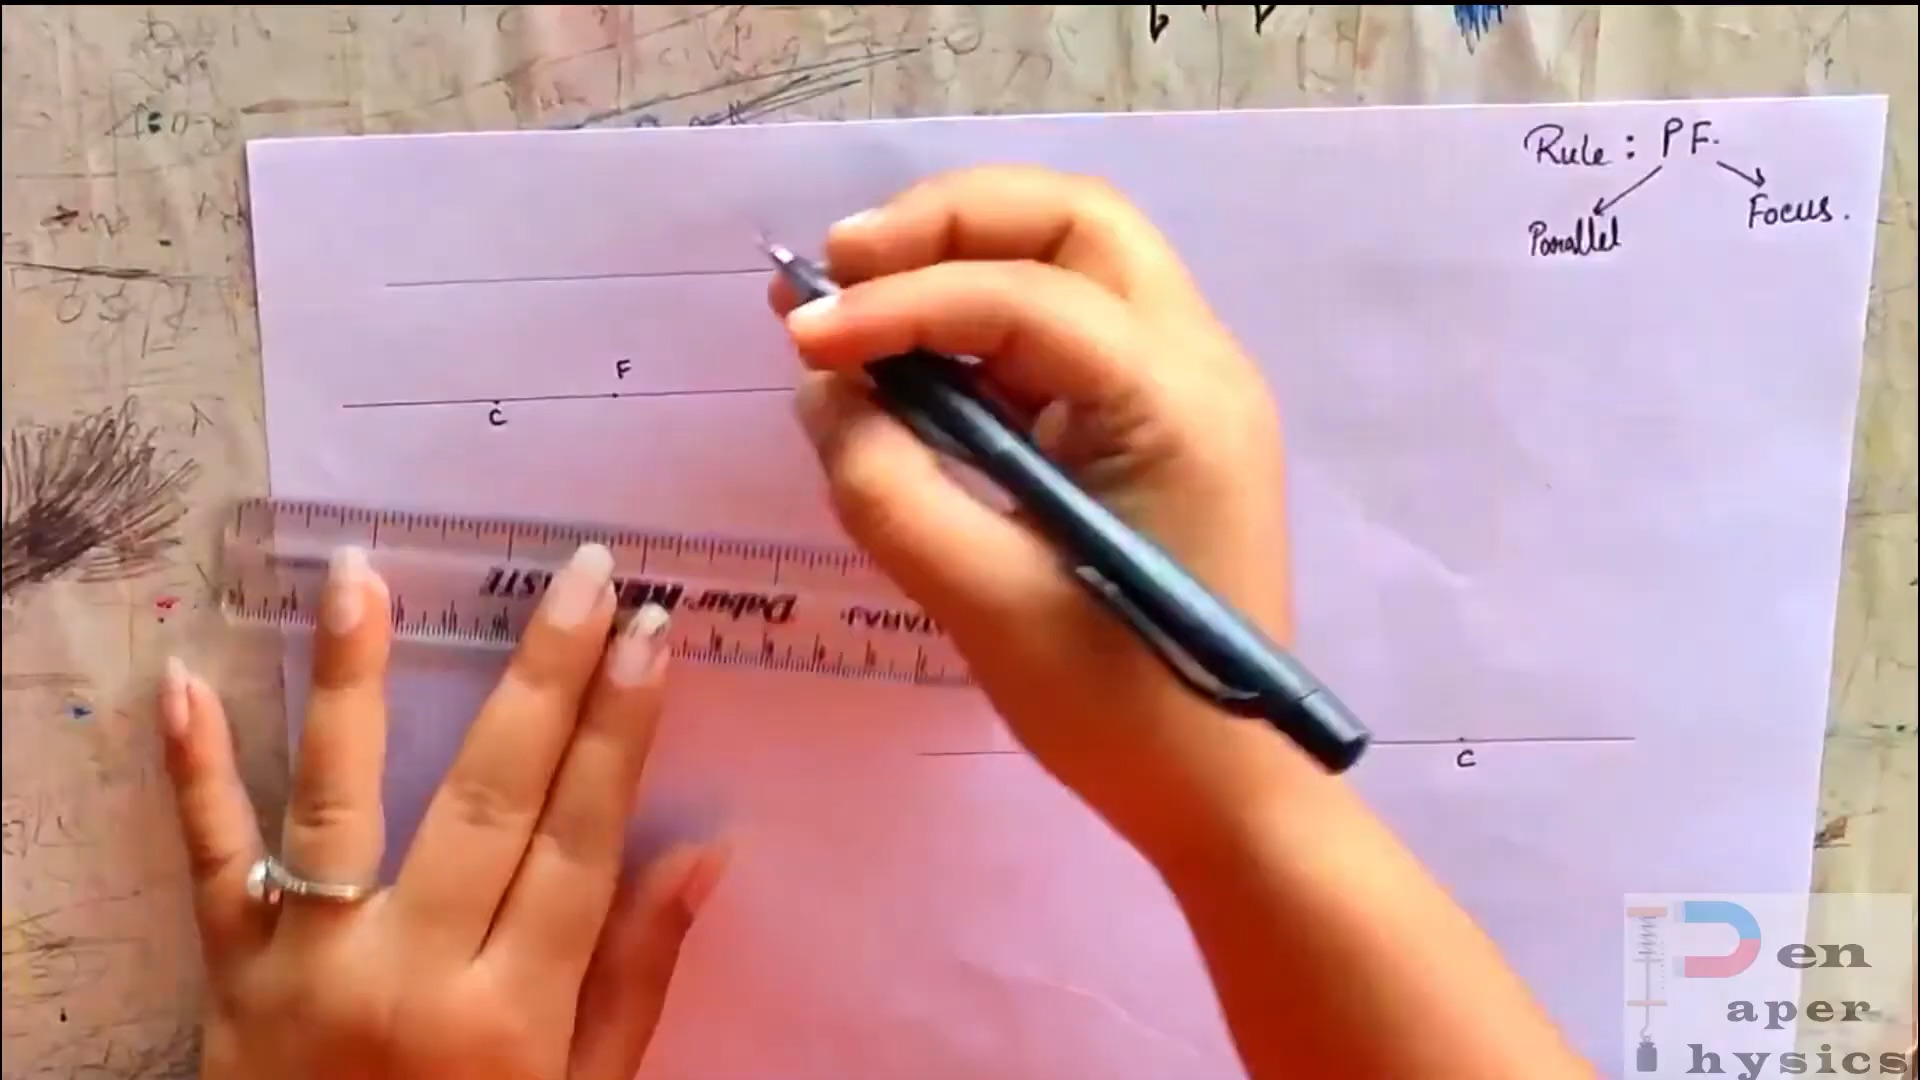 Rule : P F.
Parallel
Focus.
F
C
Dabur
C
Pen
Paper
Physics